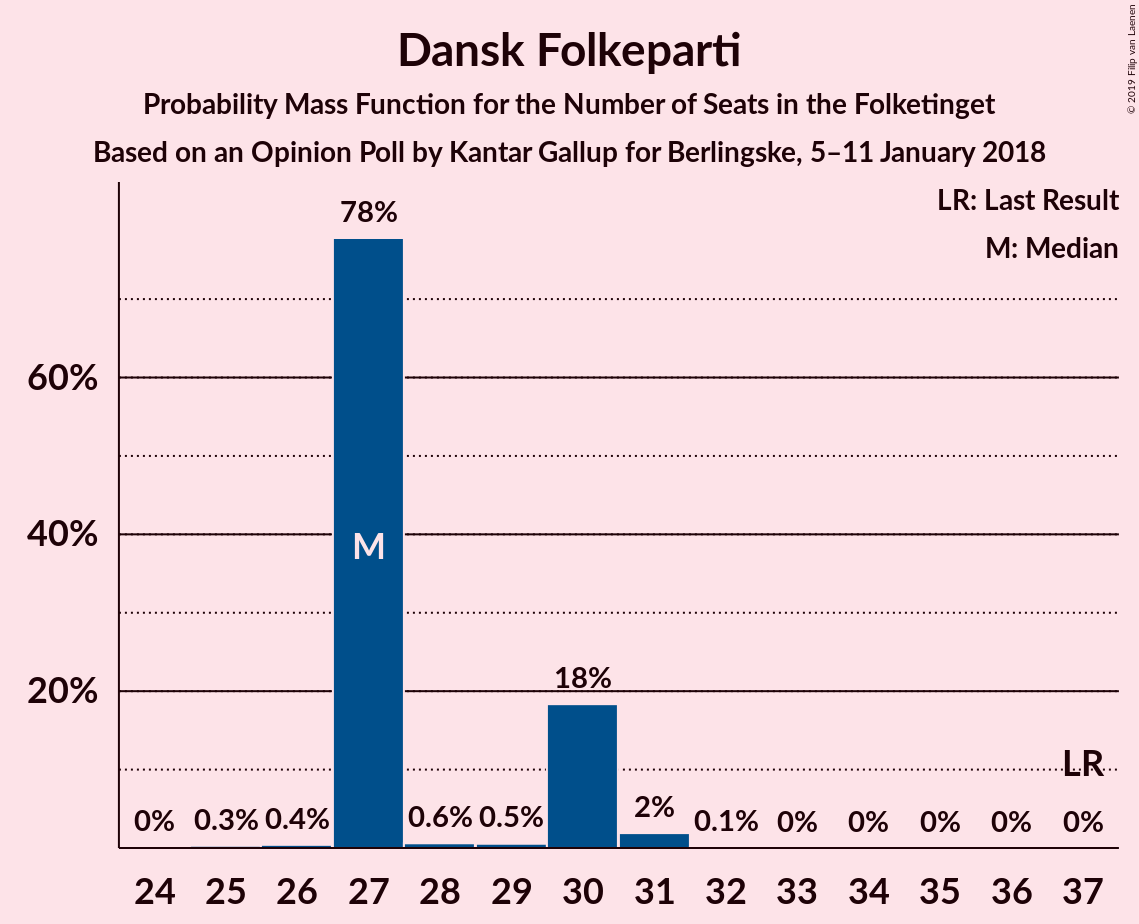 Dansk Folkeparti
Probability Mass Function for the Number of Seats in the Folketinget
Based on an Opinion Poll by Kantar Gallup for Berlingske, 5–11 January 2018
© 2019 Filip van Laenen
LR: Last Result
M: Median
78%
60%
40%
M
20%
18%
LR
0% 0.3% 0.4% 0.6% 0.5% 2% 0.1% 0% 0% 0% 0% 0%
24 25 26 27 28 29 30 31 32 33 34 35 36 37